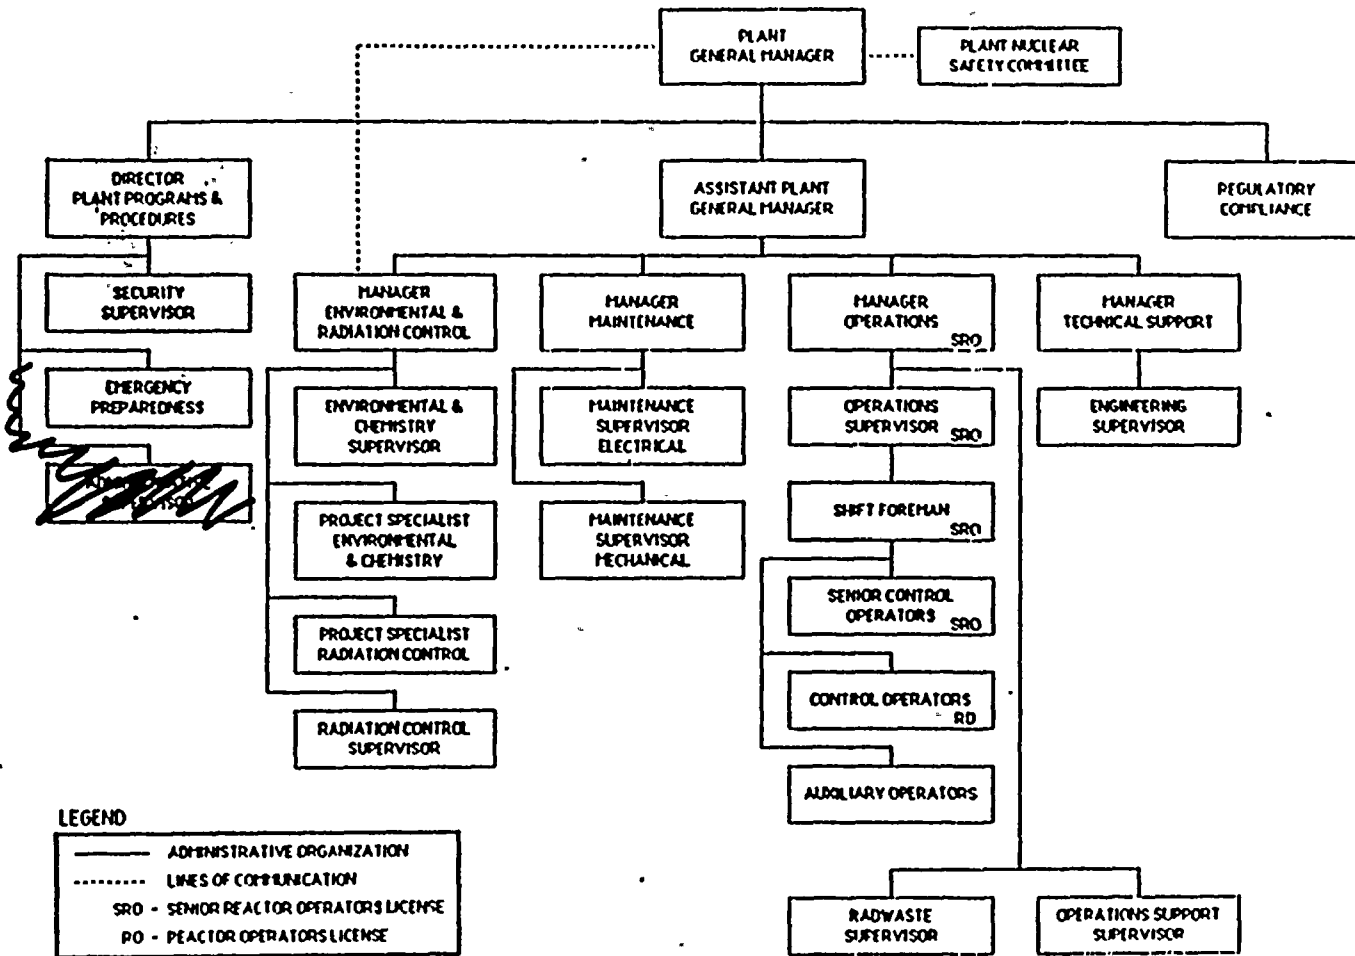 PLANT
GENERAL MANAGER
PLANT NUCLEAR
SAFETY COMMITTEE
DIRECTOR
PLANT PROGRAMS &
PROCEDURES
ASSISTANT PLANT
GENERAL MANAGER
REGULATORY
COMPLIANCE
SECURITY
SUPERVISOR
MANAGER
ENVIRONMENTAL &
RADIATION CONTROL
MANAGER
MAINTENANCE
MANAGER
OPERATIONS
SRO
MANAGER
TECHNICAL SUPPORT
EMERGENCY
PREPAREDNESS
ENVIRONMENTAL &
CHEMISTRY
SUPERVISOR
MAINTENANCE
SUPERVISOR
ELECTRICAL
OPERATIONS
SUPERVISOR
SRO
ENGINEERING
SUPERVISOR
PROJECT SPECIALIST
ENVIRONMENTAL
& CHEMISTRY
MAINTENANCE
SUPERVISOR
MECHANICAL
SHIFT FOREMAN
SRO
SENIOR CONTROL
OPERATORS
SRO
PROJECT SPECIALIST
RADIATION CONTROL
CONTROL OPERATORS
RO
RADIATION CONTROL
SUPERVISOR
AUXILIARY OPERATORS
LEGEND
ADMINISTRATIVE ORGANIZATION
LINES OF COMMUNICATION
SRO - SENIOR REACTOR OPERATORS LICENSE
RO - REACTOR OPERATORS LICENSE
RADWASTE
SUPERVISOR
OPERATIONS SUPPORT
SUPERVISOR